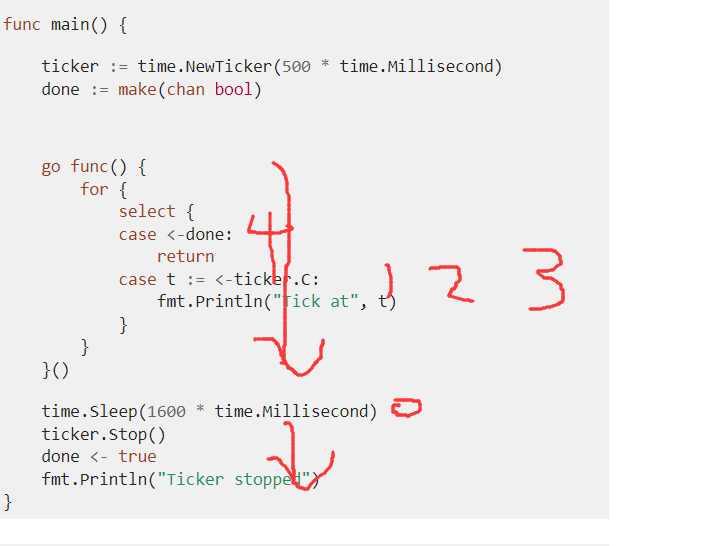 func main() {
ticker := time.NewTicker(500 * time.Millisecond)
done := make(chan bool)
go func() {
for {
select {
case <-done: 4
return
case t := <-ticker.C:
fmt.Println("Tick at", t) 1 2 3
}
}
}()
time.Sleep(1600 * time.Millisecond) 0
ticker.Stop()
done <- true
fmt.Println("Ticker stopped")
}